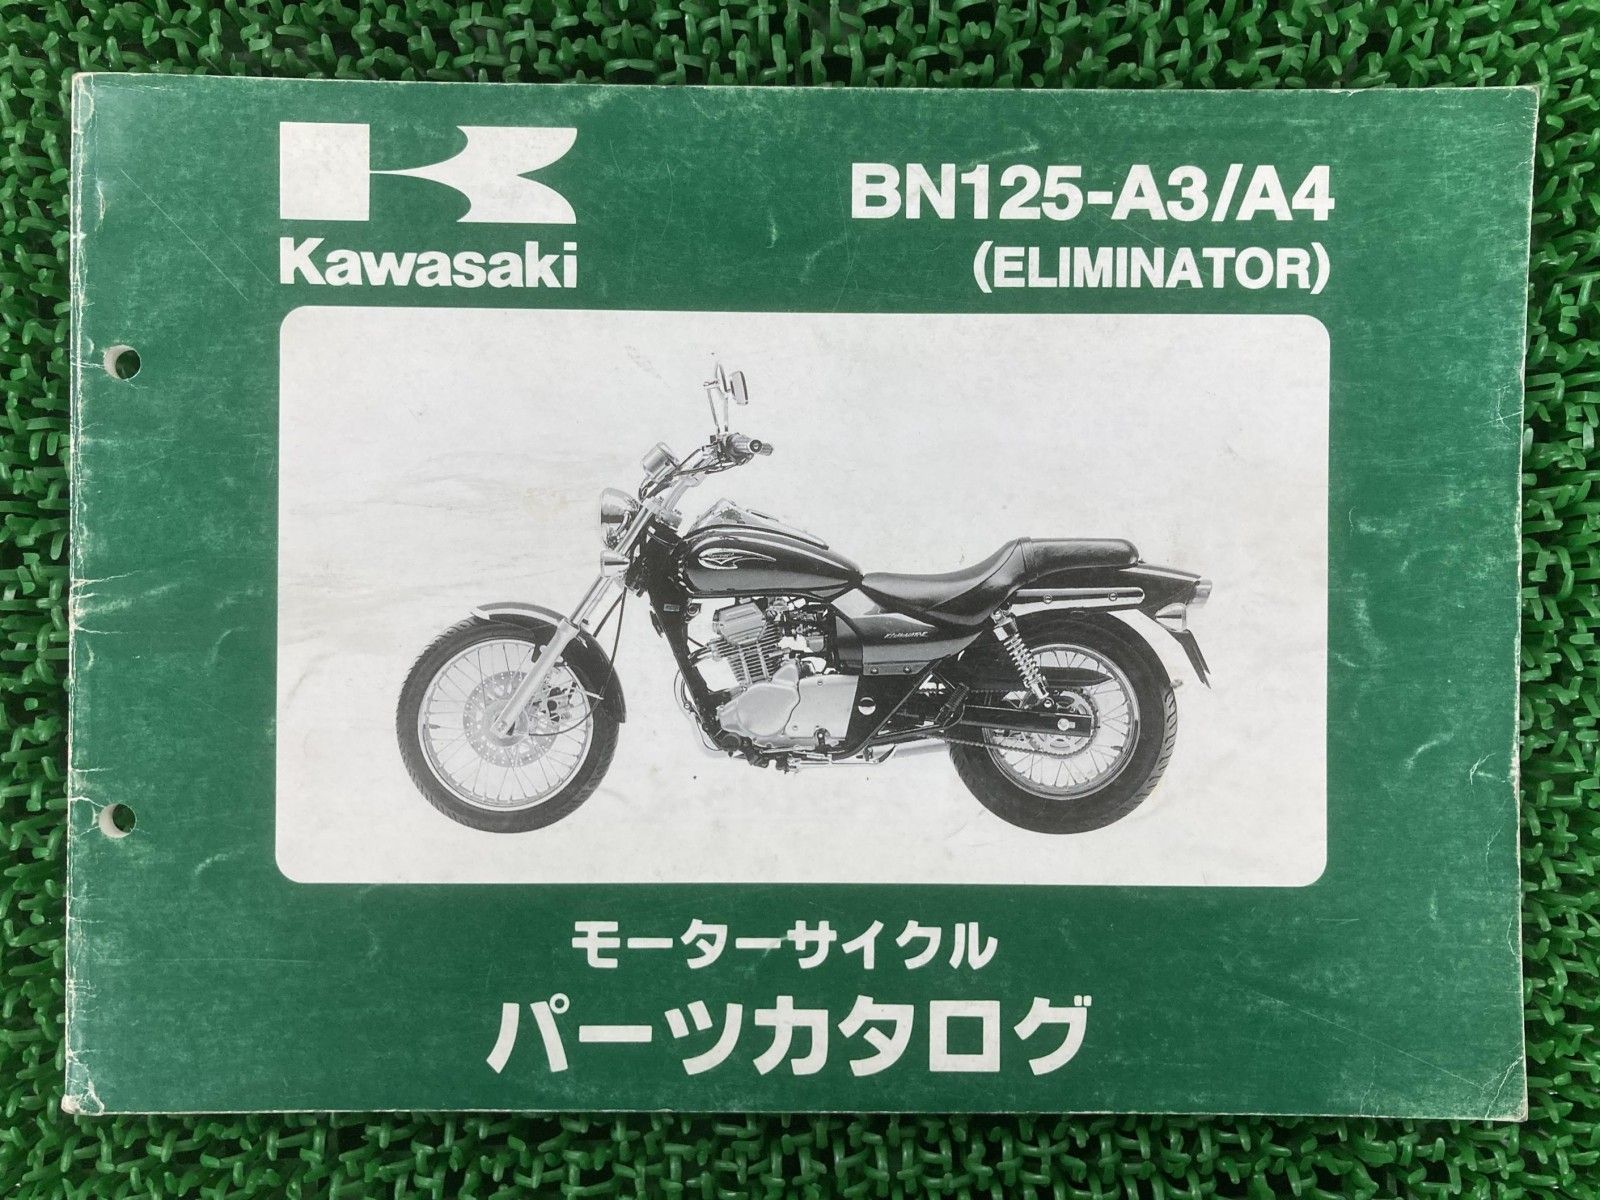 Kawasaki
BN125-A3/A4
(ELIMINATOR)
ELIMINATOR
モーターサイクル
パーツカタログ